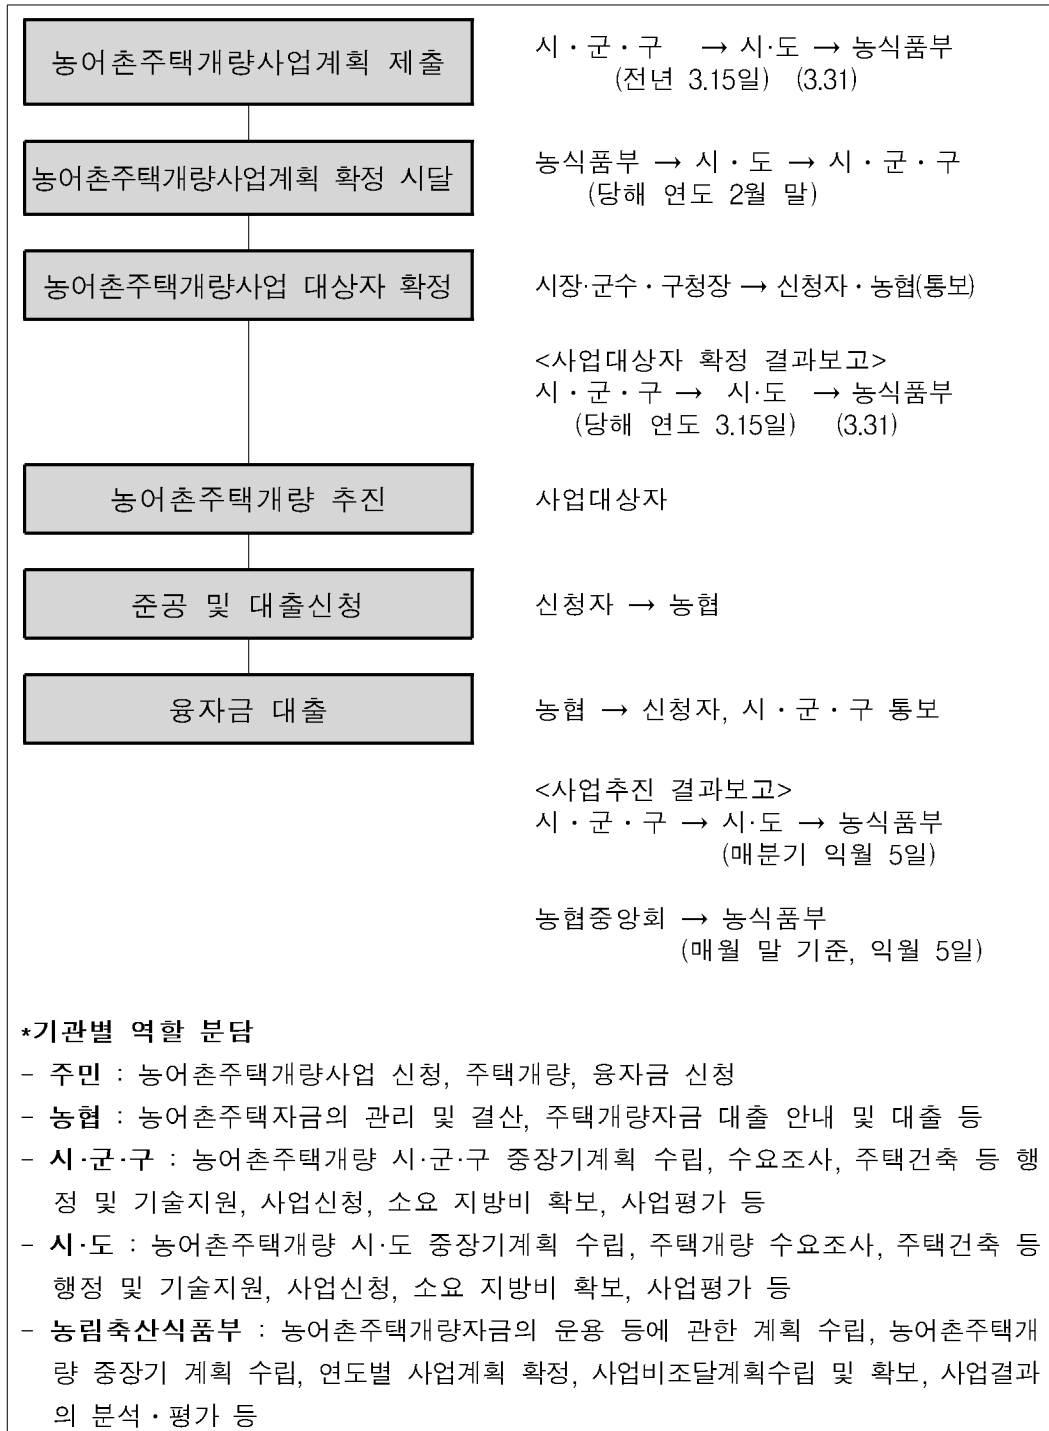 농어촌주택개량사업계획 제출
시・군・구 → 시·도 → 농식품부
(전년 3.15일) (3.31)
농어촌주택개량사업계획 확정 시달
농식품부 → 시・도 → 시・군・구
(당해 연도 2월 말)
농어촌주택개량사업 대상자 확정
시장·군수・구청장 → 신청자・농협(통보)
<사업대상자 확정 결과보고>
시・군・구 → 시·도 → 농식품부
(당해 연도 3.15일) (3.31)
농어촌주택개량 추진
사업대상자
준공 및 대출신청
신청자 → 농협
융자금 대출
농협 → 신청자, 시・군・구 통보
<사업추진 결과보고>
시・군・구 → 시·도 → 농식품부
(매분기 익월 5일)
농협중앙회 → 농식품부
(매월 말 기준, 익월 5일)
*기관별 역할 분담
- 주민 : 농어촌주택개량사업 신청, 주택개량, 융자금 신청
- 농협 : 농어촌주택자금의 관리 및 결산, 주택개량자금 대출 안내 및 대출 등
- 시·군·구 : 농어촌주택개량 시·군·구 중장기계획 수립, 수요조사, 주택건축 등 행
정 및 기술지원, 사업신청, 소요 지방비 확보, 사업평가 등
- 시·도 : 농어촌주택개량 시·도 중장기계획 수립, 주택개량 수요조사, 주택건축 등
행정 및 기술지원, 사업신청, 소요 지방비 확보, 사업평가 등
- 농림축산식품부 : 농어촌주택개량자금의 운용 등에 관한 계획 수립, 농어촌주택개
량 중장기 계획 수립, 연도별 사업계획 확정, 사업비조달계획수립 및 확보, 사업결과
의 분석・평가 등